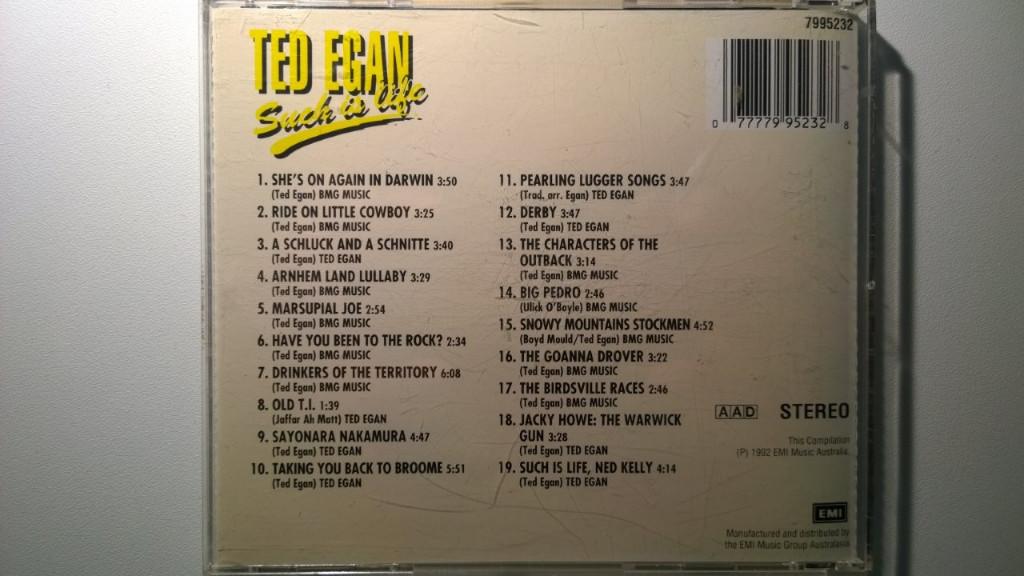 TED EGAN
Such is life
7995232
0 77779 95232 8
1. SHE'S ON AGAIN IN DARWIN 3:50
(Ted Egan) BMG MUSIC
2. RIDE ON LITTLE COWBOY 3:25
(Ted Egan) BMG MUSIC
3. A SCHLUCK AND A SCHNITTE 3:40
(Ted Egan) TED EGAN
4. ARNHEM LAND LULLABY 3:29
(Ted Egan) BMG MUSIC
5. MARSUPIAL JOE 2:54
(Ted Egan) BMG MUSIC
6. HAVE YOU BEEN TO THE ROCK? 2:34
(Ted Egan) BMG MUSIC
7. DRINKERS OF THE TERRITORY 6:08
(Ted Egan) BMG MUSIC
8. OLD T.I. 1:39
(Jaffar Ah Matt) TED EGAN
9. SAYONARA NAKAMURA 4:47
(Ted Egan) TED EGAN
10. TAKING YOU BACK TO BROOME 5:51
(Ted Egan) TED EGAN
11. PEARLING LUGGER SONGS 3:47
(Trad. arr. Egan) TED EGAN
12. DERBY 3:47
(Ted Egan) TED EGAN
13. THE CHARACTERS OF THE
OUTBACK 3:14
(Ted Egan) BMG MUSIC
14. BIG PEDRO 2:46
(Ulick O'Boyle) BMG MUSIC
15. SNOWY MOUNTAINS STOCKMEN 4:52
(Boyd Mould/Ted Egan) BMG MUSIC
16. THE GOANNA DROVER 3:22
(Ted Egan) BMG MUSIC
17. THE BIRDSVILLE RACES 2:46
(Ted Egan) BMG MUSIC
18. JACKY HOWE: THE WARWICK
GUN 3:28
(Ted Egan) TED EGAN
19. SUCH IS LIFE, NED KELLY 4:14
(Ted Egan) TED EGAN
AAD STEREO
This Compilation
(P) 1992 EMI Music Australia.
EMI
Manufactured and distributed by
the EMI Music Group Australasia